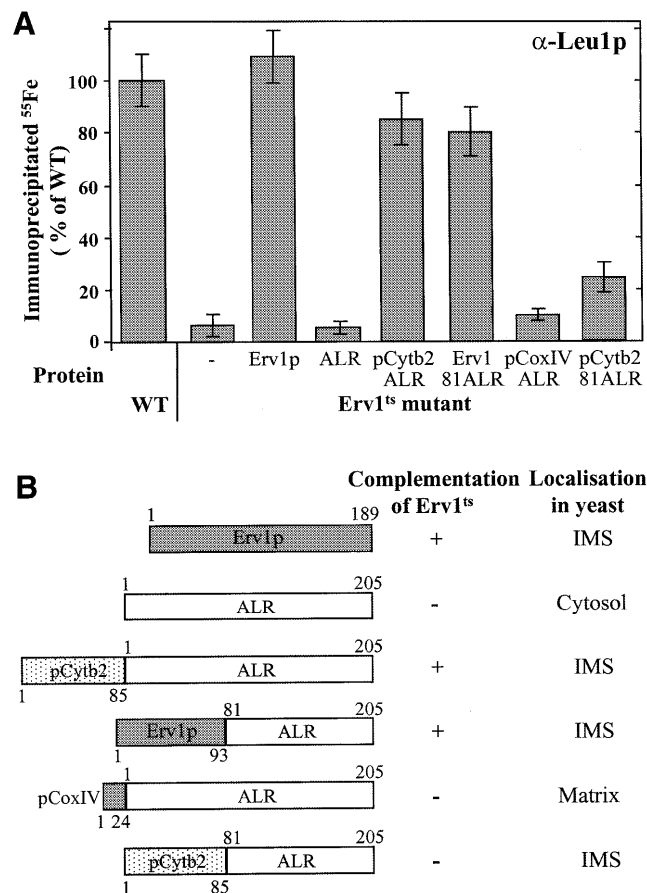 A
α-Leu1p
Immunoprecipitated ⁵⁵Fe
( % of WT)
100
80
60
40
20
0
Protein
- Erv1p ALR pCytb2 Erv1 pCoxIV pCytb2
ALR 81ALR ALR 81ALR
WT Erv1ᵗˢ mutant
B
Complementation Localisation
of Erv1ᵗˢ in yeast
1 189
Erv1p + IMS
1 205
ALR - Cytosol
1 205
pCytb2 ALR + IMS
1 85
81 205
Erv1p ALR + IMS
1 93
1 205
pCoxIV ALR - Matrix
1 24
81 205
pCytb2 ALR - IMS
1 85